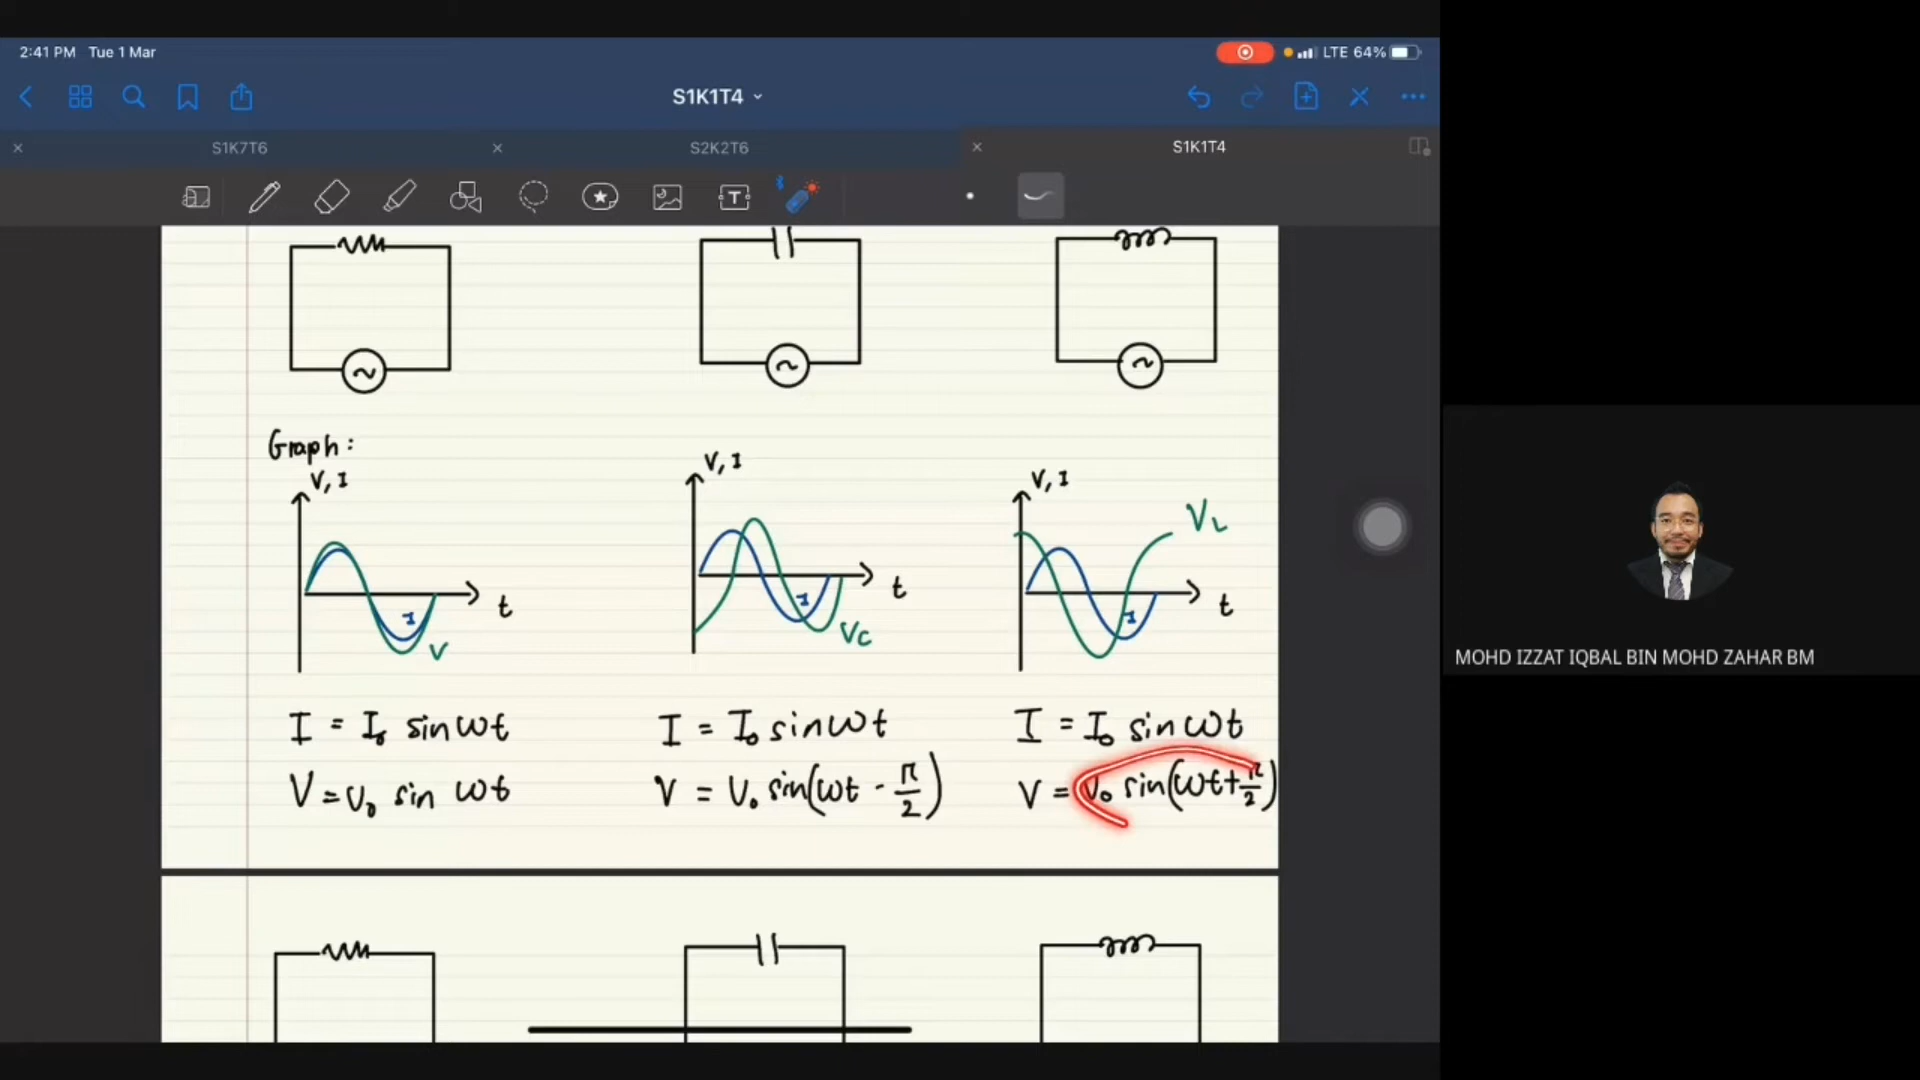 2:41 PM Tue 1 Mar
LTE 64%
S1K1T4
S1K7T6
S2K2T6
S1K1T4
T
Graph :
V, I
t
I
V
V, I
t
I
Vc
V, I
VL
t
I
I = I₀ sin ωt
V = V₀ sin ωt
I = I₀ sin ωt
V = V₀ sin(ωt - π/2)
I = I₀ sin ωt
V = V₀ sin(ωt + π/2)
MOHD IZZAT IQBAL BIN MOHD ZAHAR BM